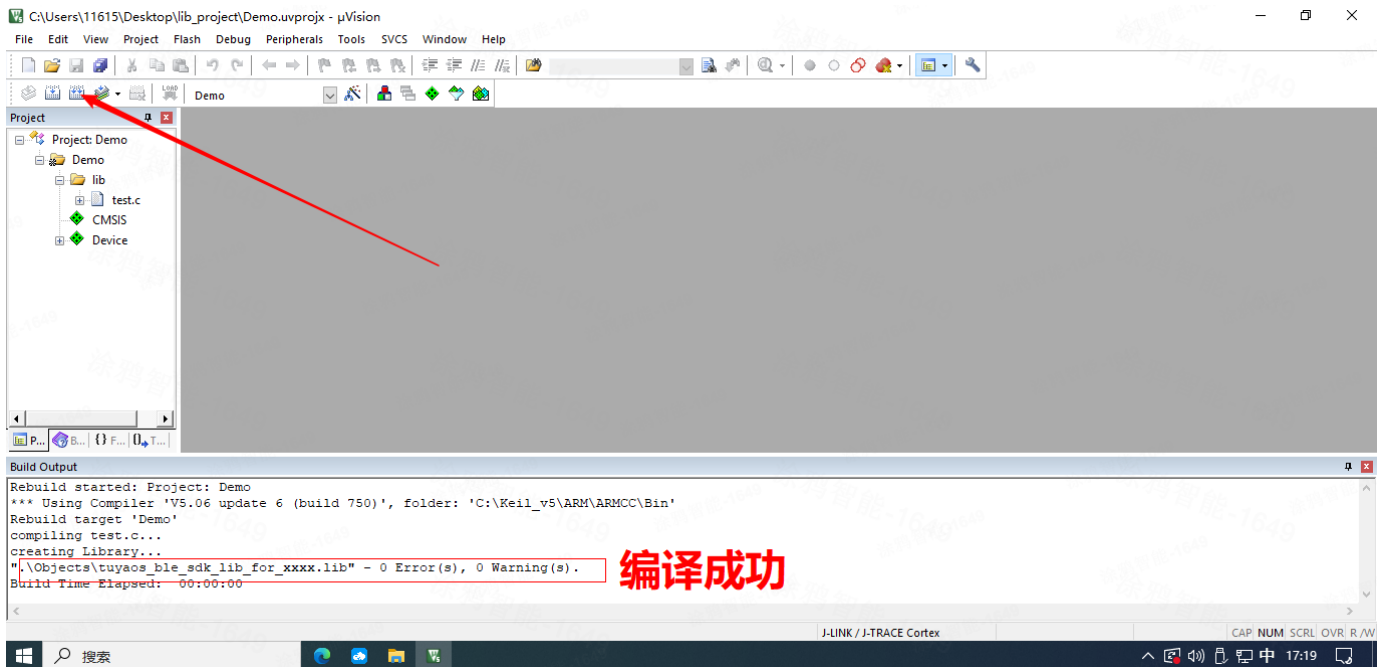 C:\Users\11615\Desktop\lib_project\Demo.uvprojx - µVision
File Edit View Project Flash Debug Peripherals Tools SVCS Window Help
LOAD
Demo
Project
Project: Demo
Demo
lib
test.c
CMSIS
Device
P... B... {} F... 0 T...
Build Output
Rebuild started: Project: Demo
*** Using Compiler 'V5.06 update 6 (build 750)', folder: 'C:\Keil_v5\ARM\ARMCC\Bin'
Rebuild target 'Demo'
compiling test.c...
creating Library...
".\Objects\tuyaos_ble_sdk_lib_for_xxxx.lib" - 0 Error(s), 0 Warning(s).
编译成功
Build Time Elapsed: 00:00:00
J-LINK / J-TRACE Cortex
CAP NUM SCRL OVR R/W
搜索
中 17:19